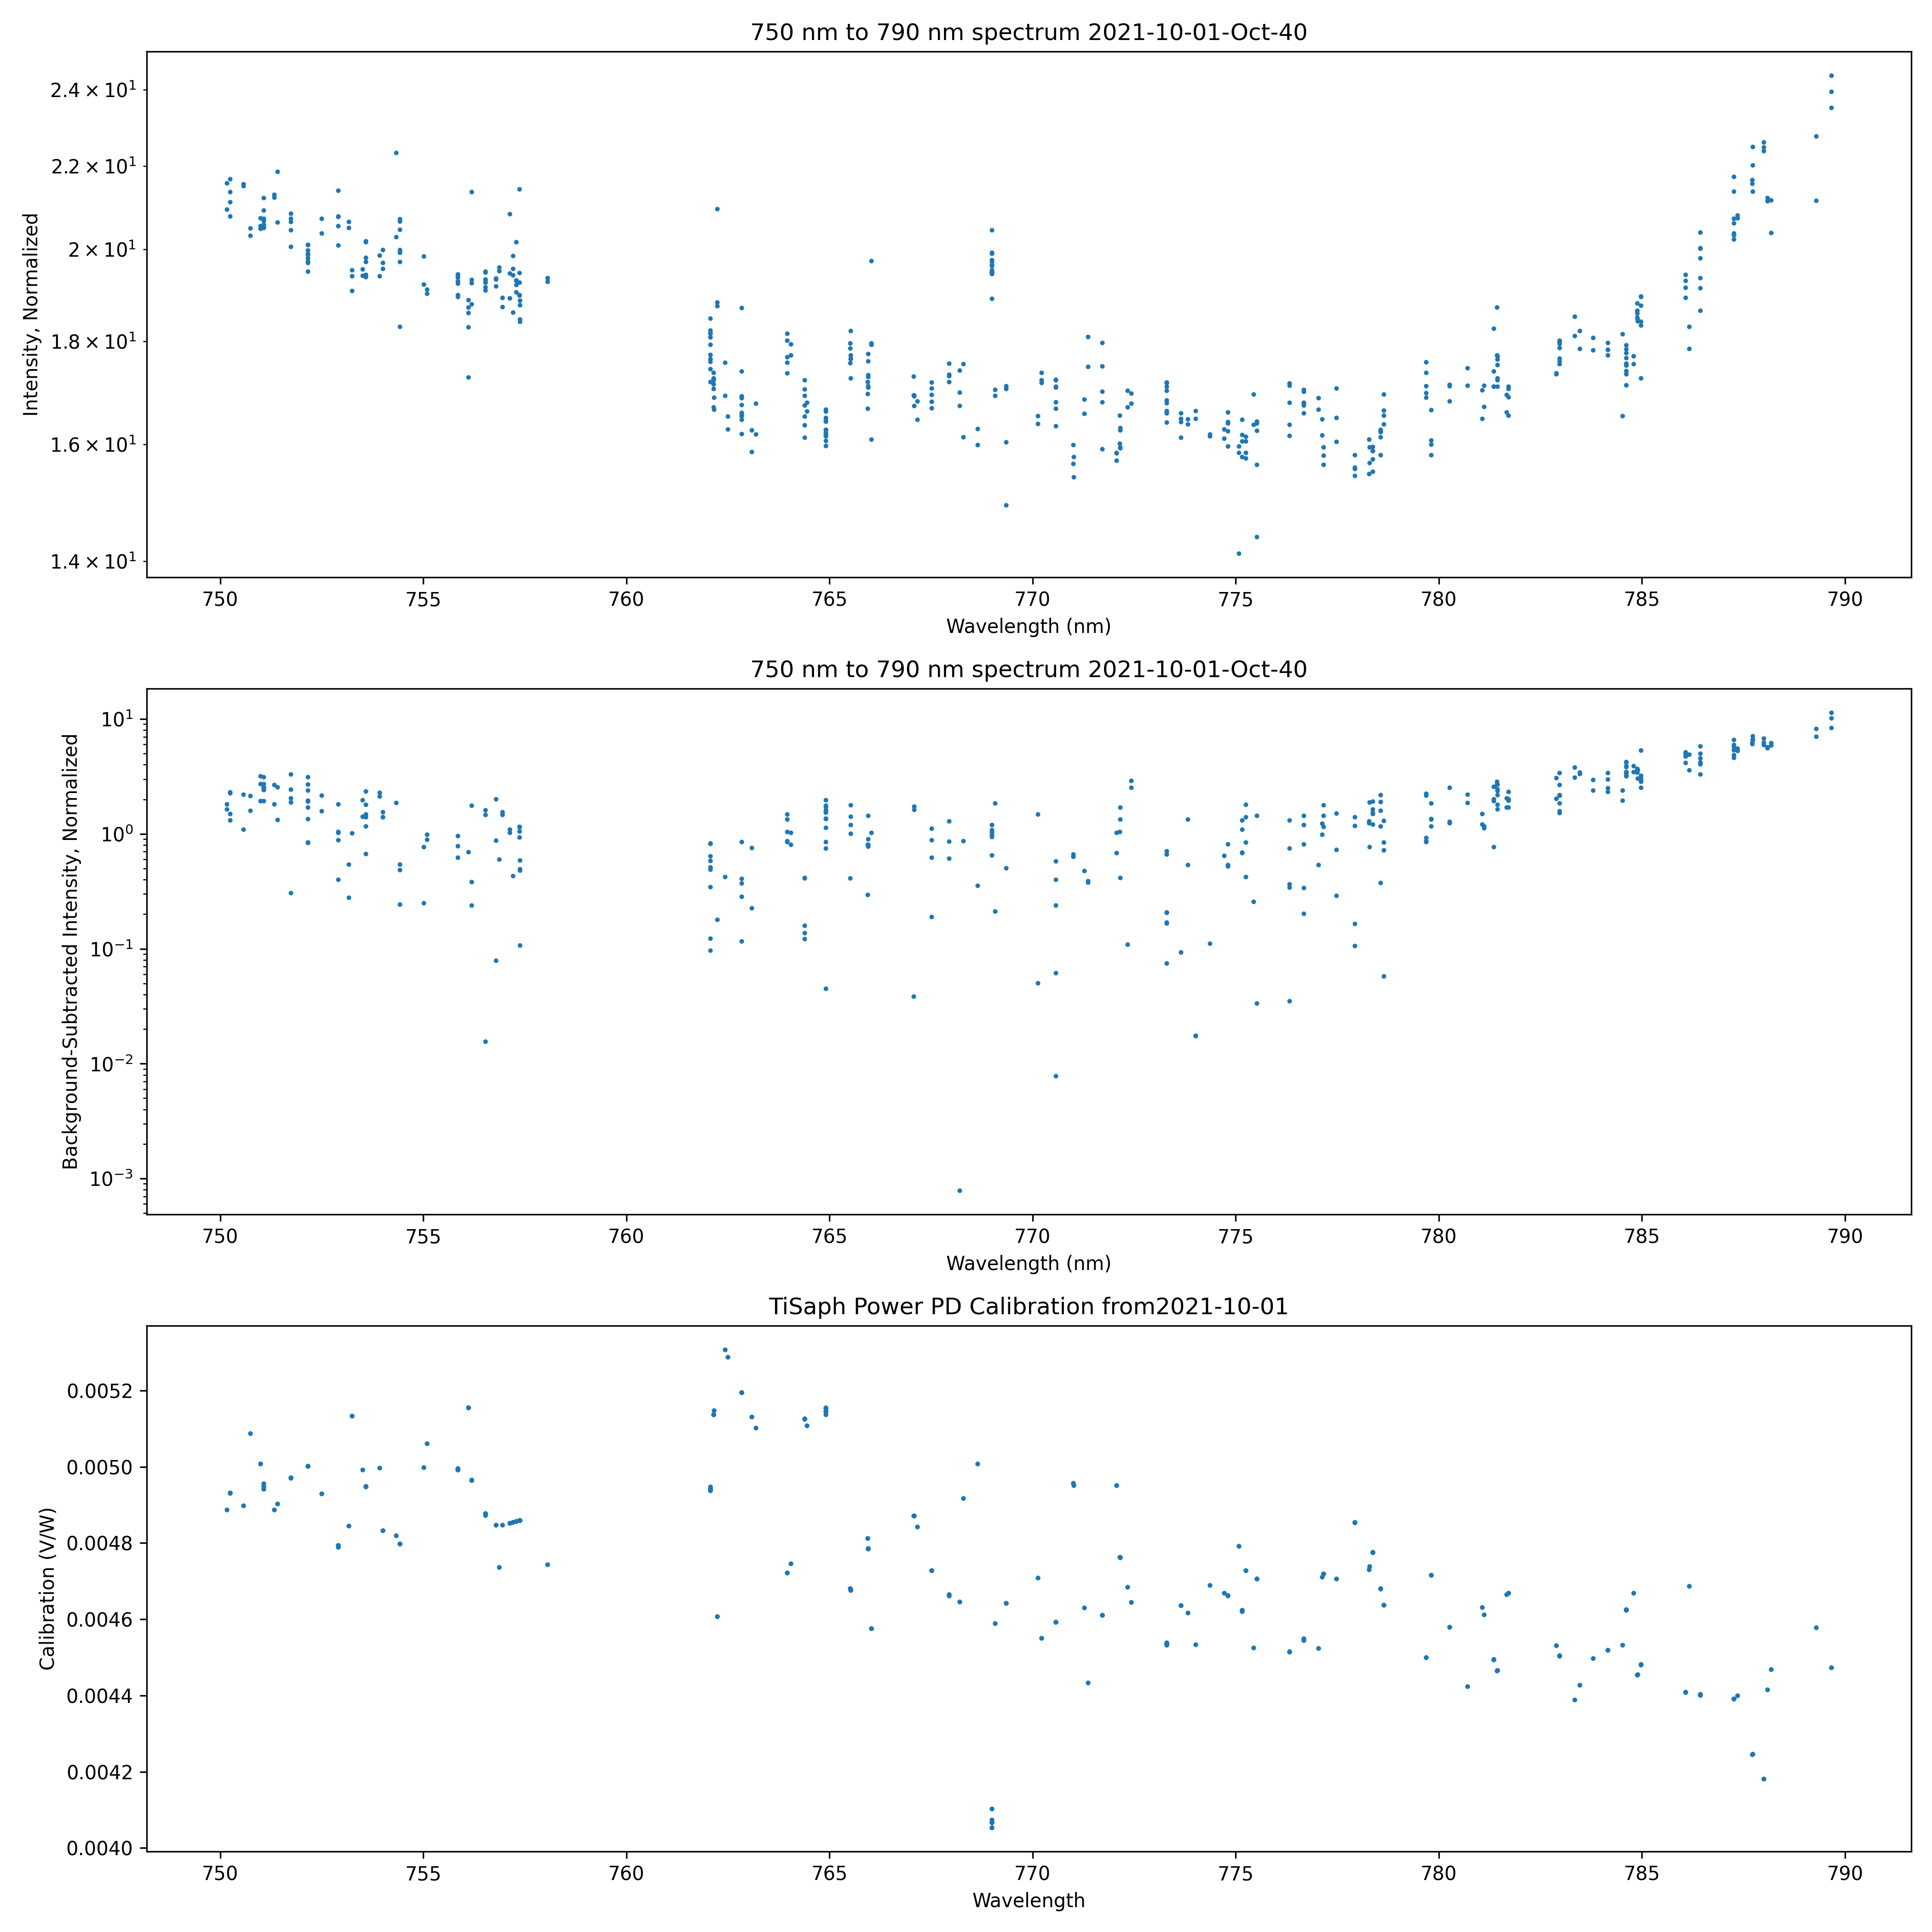 750 nm to 790 nm spectrum 2021-10-01-Oct-40
Intensity, Normalized
2.4 × 10¹
2.2 × 10¹
2 × 10¹
1.8 × 10¹
1.6 × 10¹
1.4 × 10¹
750 755 760 765 770 775 780 785 790
Wavelength (nm)
750 nm to 790 nm spectrum 2021-10-01-Oct-40
Background-Subtracted Intensity, Normalized
10¹
10⁰
10⁻¹
10⁻²
10⁻³
750 755 760 765 770 775 780 785 790
Wavelength (nm)
TiSaph Power PD Calibration from2021-10-01
Calibration (V/W)
0.0052
0.0050
0.0048
0.0046
0.0044
0.0042
0.0040
750 755 760 765 770 775 780 785 790
Wavelength